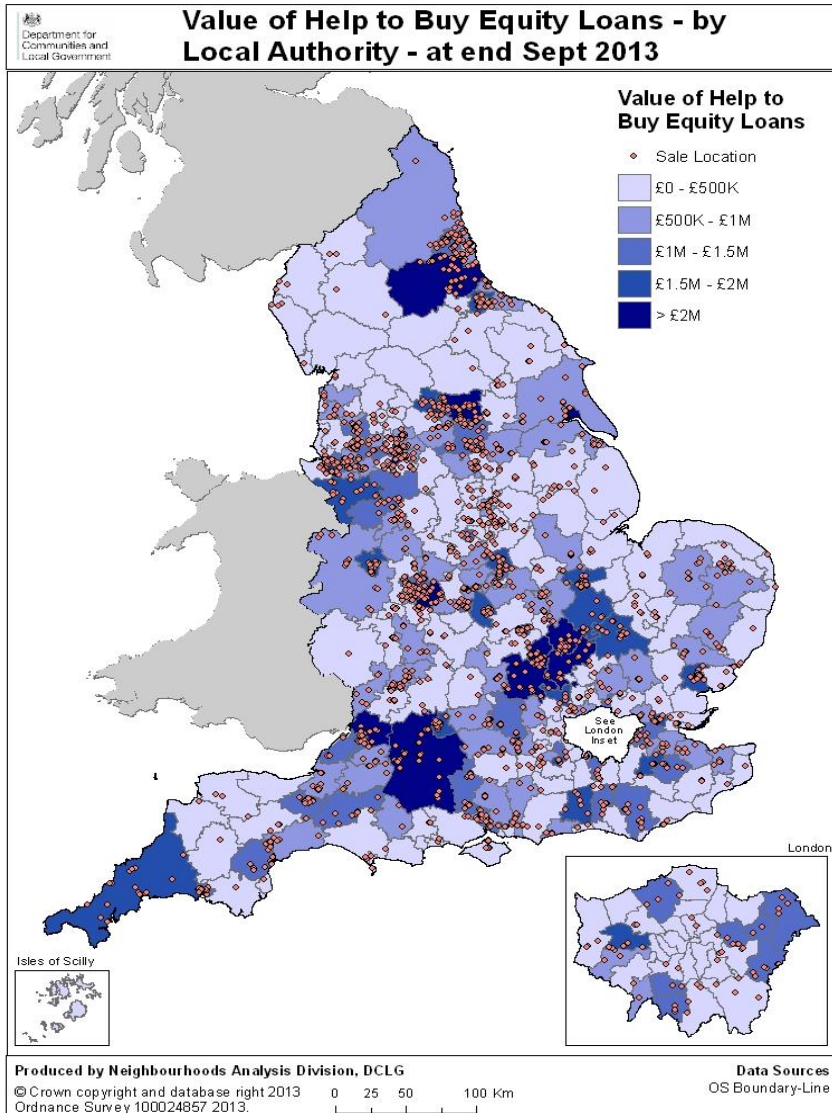 Department for
Communities and
Local Government
Value of Help to Buy Equity Loans - by
Local Authority - at end Sept 2013
Value of Help to
Buy Equity Loans
Sale Location
£0 - £500K
£500K - £1M
£1M - £1.5M
£1.5M - £2M
> £2M
See
London
Inset
London
Isles of Scilly
Produced by Neighbourhoods Analysis Division, DCLG
© Crown copyright and database right 2013
Ordnance Survey 100024857 2013.
0 25 50 100 Km
Data Sources
OS Boundary-Line